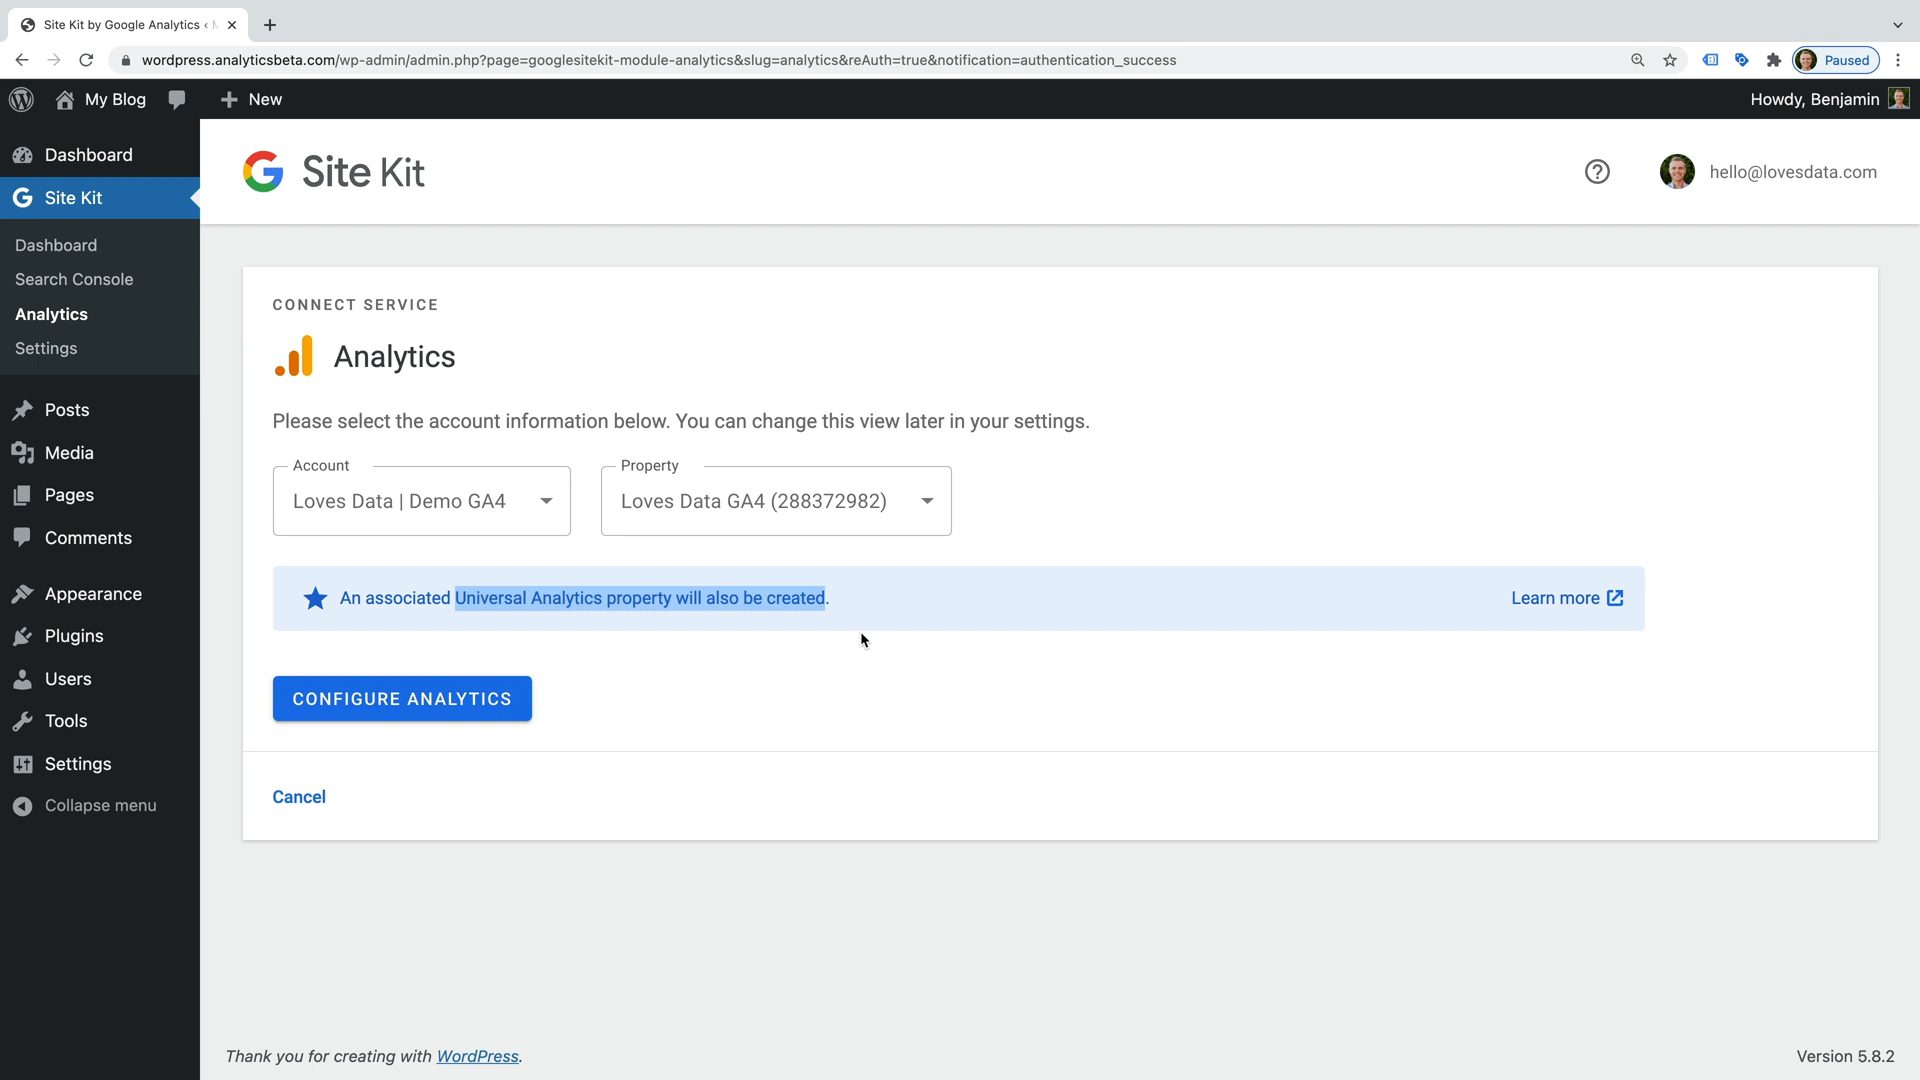 Site Kit by Google Analytics ‹
wordpress.analyticsbeta.com/wp-admin/admin.php?page=googlesitekit-module-analytics&slug=analytics&reAuth=true&notification=authentication_success
Paused
My Blog
New
Howdy, Benjamin
Dashboard
Site Kit
Dashboard
Search Console
Analytics
Settings
Posts
Media
Pages
Comments
Appearance
Plugins
Users
Tools
Settings
Collapse menu
Site Kit
hello@lovesdata.com
CONNECT SERVICE
Analytics
Please select the account information below. You can change this view later in your settings.
Account
Loves Data | Demo GA4
Property
Loves Data GA4 (288372982)
An associated Universal Analytics property will also be created.
Learn more
CONFIGURE ANALYTICS
Cancel
Thank you for creating with WordPress.
Version 5.8.2